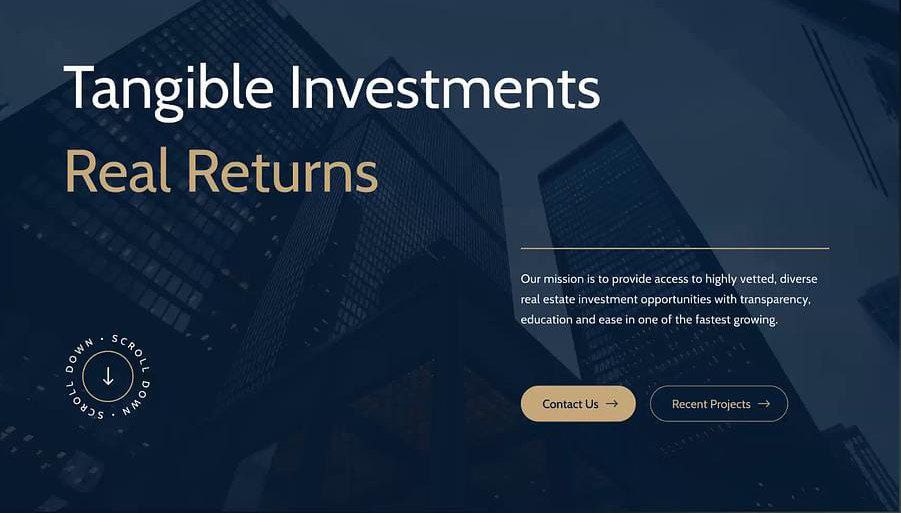 Tangible Investments
Real Returns
Our mission is to provide access to highly vetted, diverse
real estate investment opportunities with transparency,
education and ease in one of the fastest growing.
SCROLL DOWN • SCROLL DOWN •
Contact Us →
Recent Projects →